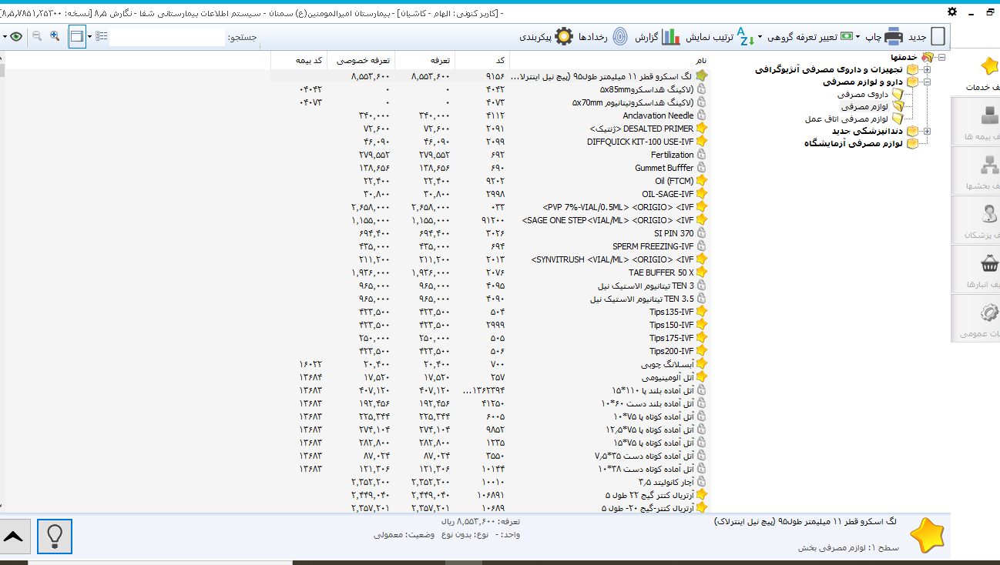 - [کاربر کنونی: الهام - کاشیان] - بیمارستان امیرالمومنین(ع) سمنان - سیستم اطلاعات بیمارستانی شفا - نگارش ۸٫۵ [نسخه: ۸٫۵٫۷۸۵۱٫۲۵۳۰۰]
جدید چاپ تغییر تعرفه گروهی ترتیب نمایش گزارش رخدادها پیکربندی جستجو:
خدمتها
تجهیزات و داروی مصرفی آنژیوگرافی
دارو و لوازم مصرفی
داروی مصرفی
لوازم مصرفی
لوازم مصرفی اتاق عمل
دندانپزشکی جدید
لوازم مصرفی آزمایشگاه
ف خدمات
ف بیمه ها
ف بخشها
ف پزشکان
ف انبارها
ات عمومی
نام کد تعرفه تعرفه خصوصی کد بیمه
لگ اسکرو قطر ۱۱ میلیمتر طول۹۵ (پیچ نیل اینترلا... ۹۱۵۶ ۸,۵۵۳,۶۰۰ ۸,۵۵۳,۶۰۰
(لاکینگ هداسکرو۵x85mm ۴۰۴۲ ۰ ۰ ۰۴۰۴۲
(لاکینگ هداسکروتیتانیوم ۵x70mm ۴۰۷۳ ۰ ۰ ۰۴۰۷۳
Anclavation Needle ۴۱۱۲ ۳۴۰,۰۰۰ ۳۴۰,۰۰۰
DESALTED PRIMER <ژنتیک> ۲۰۹۱ ۷۲,۶۰۰ ۷۲,۶۰۰
DIFFQUICK KIT-100 USE-IVF ۲۰۹۹ ۴۶,۰۹۰ ۴۶,۰۹۰
Fertilization ۶۹۲ ۲۷۹,۵۵۲ ۲۷۹,۵۵۲
Gummet Bufffer ۶۹۰ ۱۳۸,۶۵۶ ۱۳۸,۶۵۶
Oil (FTCM) ۹۲۰۲ ۲۲,۴۰۰ ۲۲,۴۰۰
OIL-SAGE-IVF ۲۹۹۸ ۳۰,۸۰۰ ۳۰,۸۰۰
<PVP 7%-VIAL/0.5ML> <ORIGIO> <IVF ۰۳۳ ۲,۶۵۸,۰۰۰ ۲,۶۵۸,۰۰۰
<SAGE ONE STEP<VIAL/ML> <ORIGIO> <IVF ۹۱۲۰۰ ۱,۱۵۵,۰۰۰ ۱,۱۵۵,۰۰۰
SI PIN 370 ۳۰۲۶ ۶۹۴,۴۰۰ ۶۹۴,۴۰۰
SPERM FREEZING-IVF ۶۹۴ ۴۳۵,۰۰۰ ۴۳۵,۰۰۰
<SYNVITRUSH <VIAL/ML> <ORIGIO> <IVF ۲۰۱۳ ۲۱۱,۲۰۰ ۲۱۱,۲۰۰
TAE BUFFER 50 X ۲۰۷۶ ۱,۹۳۶,۰۰۰ ۱,۹۳۶,۰۰۰
TEN 3 تیتانیوم الاستیک نیل ۴۰۹۵ ۹۶۵,۰۰۰ ۹۶۵,۰۰۰
TEN 3.5 تیتانیوم الاستیک نیل ۴۰۹۰ ۹۶۵,۰۰۰ ۹۶۵,۰۰۰
Tips135-IVF ۵۰۴ ۴۲۳,۵۰۰ ۴۲۳,۵۰۰
Tips150-IVF ۲۹۹۹ ۴۲۳,۵۰۰ ۴۲۳,۵۰۰
Tips175-IVF ۵۰۵ ۲۵۰,۰۰۰ ۲۵۰,۰۰۰
Tips200-IVF ۵۰۶ ۴۲۳,۵۰۰ ۴۲۳,۵۰۰
آبسلانگ چوبی ۷۰۰ ۲۰,۴۰۰ ۲۰,۴۰۰ ۱۶۰۲۲
آتل آلومینیومی ۲۵۷ ۱۷,۵۲۰ ۱۷,۵۲۰ ۱۳۶۸۴
آتل آماده بلند پا ۱۱۰*۱۵ ۱۳۶۲۳۹۴... ۴۰۷,۱۲۰ ۴۰۷,۱۲۰ ۱۳۶۸۳
آتل آماده بلند دست ۶۰*۱۰ ۴۱۲۵۰ ۱۹۲,۴۵۶ ۱۹۲,۴۵۶ ۱۳۶۸۳
آتل آماده کوتاه پا ۷۵*۱۰ ۶۰۰۵ ۲۲۵,۳۴۴ ۲۲۵,۳۴۴ ۱۳۶۸۳
آتل آماده کوتاه پا ۷۵*۱۲٫۵ ۹۸۵۲ ۲۷۴,۱۰۴ ۲۷۴,۱۰۴ ۱۳۶۸۳
آتل آماده کوتاه پا ۷۵*۱۵ ۱۲۳۵ ۲۸۲,۸۰۰ ۲۸۲,۸۰۰ ۱۳۶۸۳
آتل آماده کوتاه دست ۳۵*۷٫۵ ۳۵۵۰ ۸۷,۰۲۴ ۸۷,۰۲۴ ۱۳۶۸۳
آتل آماده کوتاه دست ۳۸*۱۰ ۱۰۱۴۴ ۱۲۱,۳۰۶ ۱۲۱,۳۰۶ ۱۳۶۸۳
آچار کانولیتد ۳٫۵ ۱۰۰۱۰ ۲,۳۵۲,۲۰۰ ۲,۳۵۲,۲۰۰
آرتریال کتتر گیج ۲۲ طول ۵ ۱۰۶۸۹۱ ۲,۴۴۹,۰۴۰ ۲,۴۴۹,۰۴۰
آرتریال کتتر-گیج ۲۰- طول ۵ ۱۰۶۸۹ ۲,۳۵۷,۲۰۱ ۲,۳۵۷,۲۰۱
لگ اسکرو قطر ۱۱ میلیمتر طول۹۵ (پیچ نیل اینترلاک) تعرفه: ۸,۵۵۳,۶۰۰ ریال
واحد: - نوع: بدون نوع وضعیت: معمولی
سطح ۱: لوازم مصرفی بخش